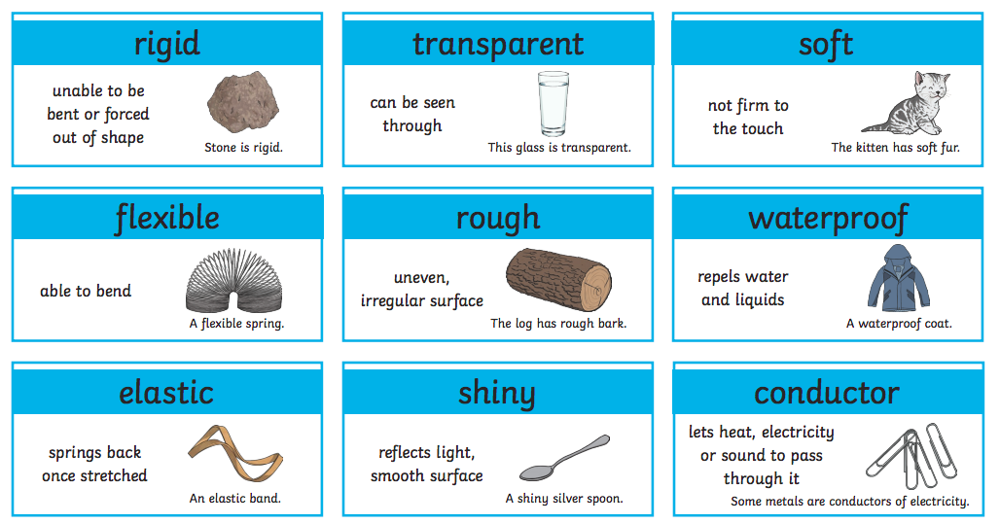 rigid
unable to be
bent or forced
out of shape
Stone is rigid.
transparent
can be seen
through
This glass is transparent.
soft
not firm to
the touch
The kitten has soft fur.
flexible
able to bend
A flexible spring.
rough
uneven,
irregular surface
The log has rough bark.
waterproof
repels water
and liquids
A waterproof coat.
elastic
springs back
once stretched
An elastic band.
shiny
reflects light,
smooth surface
A shiny silver spoon.
conductor
lets heat, electricity
or sound to pass
through it
Some metals are conductors of electricity.